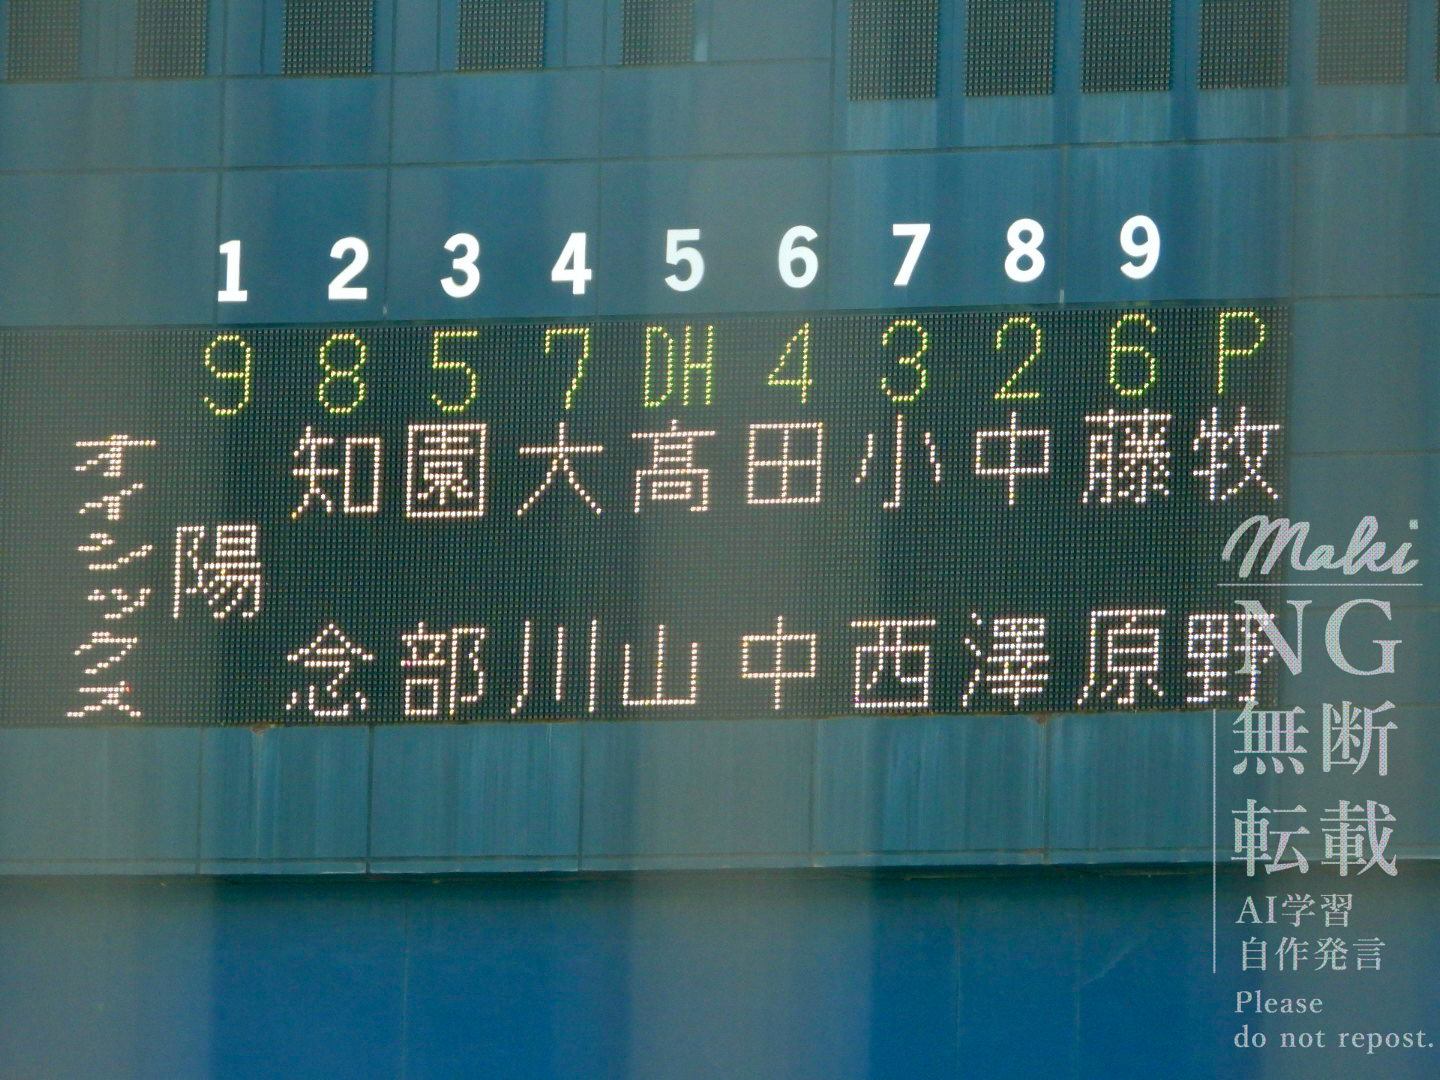 1 2 3 4 5 6 7 8 9
9 8 5 7 DH 4 3 2 6 P
オイシックス
陽
知念
園部
大川
髙山
田中
小西
中澤
藤原
牧野
Maki
NG
無断
転載
AI学習
自作発言
Please
do not repost.